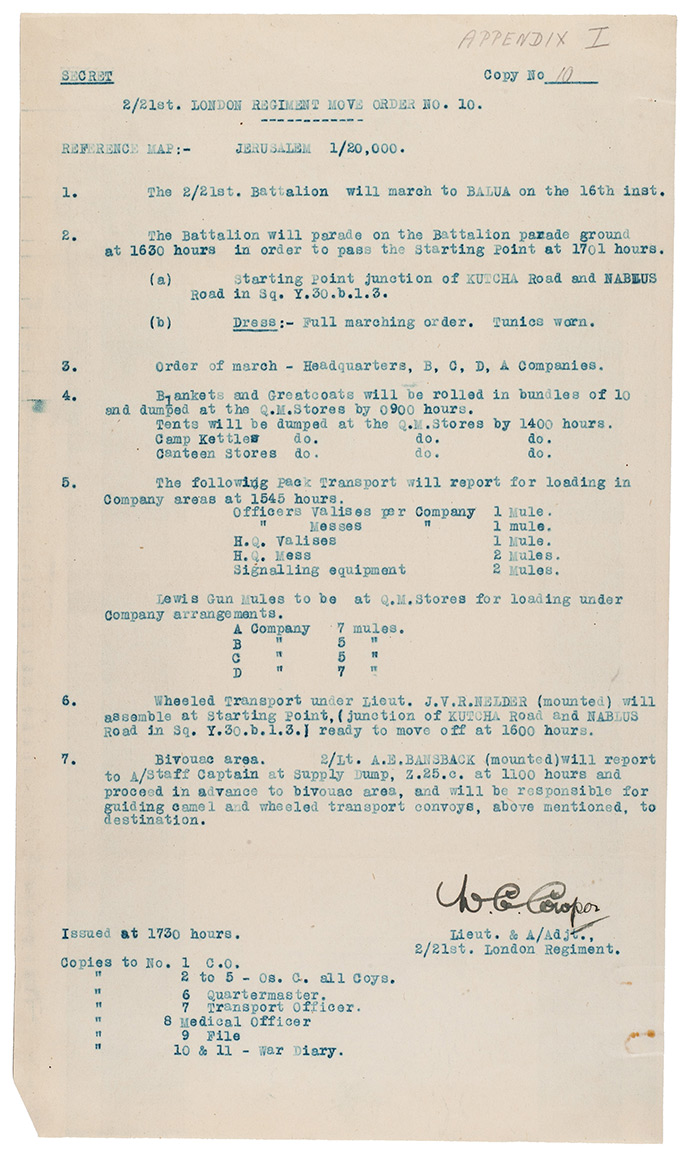 APPENDIX I
SECRET Copy No 10
2/21st. LONDON REGIMENT MOVE ORDER NO. 10.
------------
REFERENCE MAP:- JERUSALEM 1/20,000.
1. The 2/21st. Battalion will march to BALUA on the 16th inst.
2. The Battalion will parade on the Battalion parade ground
at 1630 hours in order to pass the Starting Point at 1701 hours.
(a) Starting Point junction of KUTCHA Road and NABLUS
Road in Sq. Y.30.b.1.3.
(b) Dress:- Full marching order. Tunics worn.
3. Order of march - Headquarters, B, C, D, A Companies.
4. Blankets and Greatcoats will be rolled in bundles of 10
and dumped at the Q.M.Stores by 0900 hours.
Tents will be dumped at the Q.M.Stores by 1400 hours.
Camp Kettles do. do. do.
Canteen Stores do. do. do.
5. The following Pack Transport will report for loading in
Company areas at 1545 hours.
Officers Valises per Company 1 Mule.
" Messes " 1 mule.
H.Q. Valises 1 Mule.
H.Q. Mess 2 Mules.
Signalling equipment 2 Mules.
Lewis Gun Mules to be at Q.M.Stores for loading under
Company arrangements.
A Company 7 mules.
B " 5 "
C " 5 "
D " 7 "
6. Wheeled Transport under Lieut. J.V.R.NELDER (mounted) will
assemble at Starting Point,(junction of KUTCHA Road and NABLUS
Road in Sq. Y.30.b.1.3.) ready to move off at 1600 hours.
7. Bivouac area. 2/Lt. A.E.BANSBACK (mounted)will report
to A/Staff Captain at Supply Dump, Z.25.c. at 1100 hours and
proceed in advance to bivouac area, and will be responsible for
guiding camel and wheeled transport convoys, above mentioned, to
destination.
W.C. Cooper
Issued at 1730 hours. Lieut. & A/Adjt.,
2/21st. London Regiment.
Copies to No. 1 C.O.
" 2 to 5 - Os. C. all Coys.
" 6 Quartermaster.
" 7 Transport Officer.
" 8 Medical Officer
" 9 File
" 10 & 11 - War Diary.